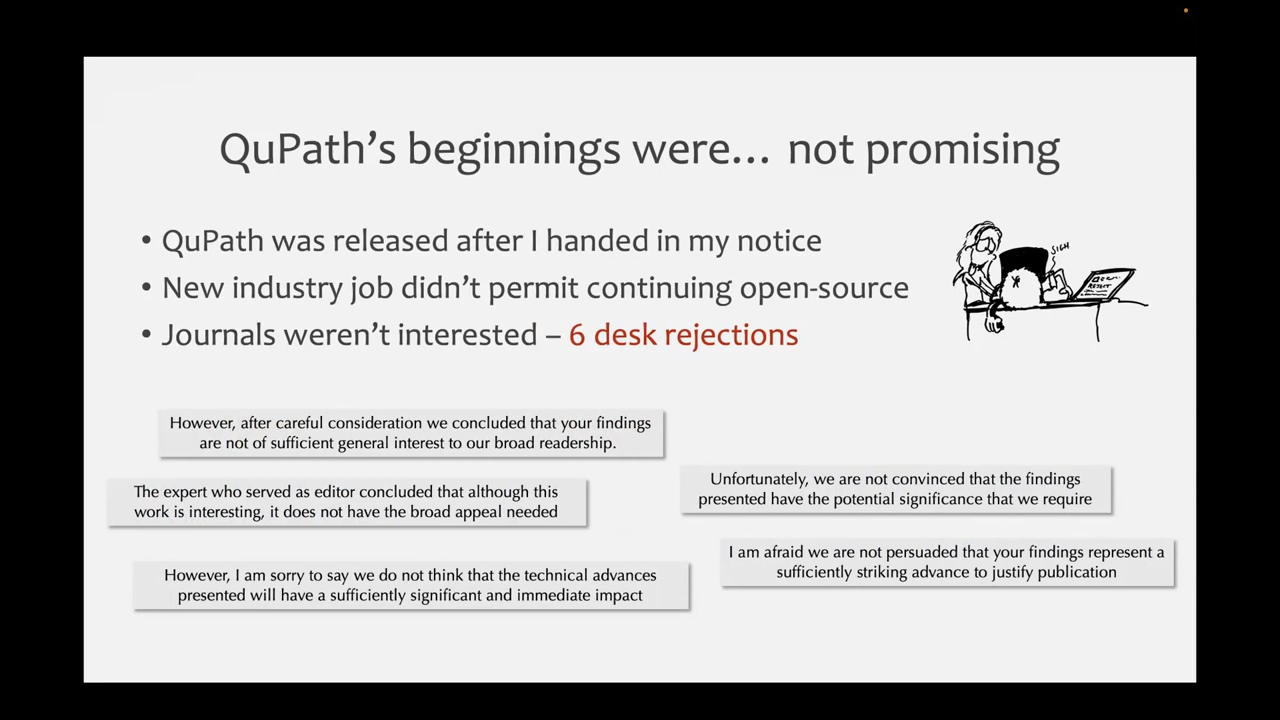 QuPath’s beginnings were… not promising
• QuPath was released after I handed in my notice
• New industry job didn’t permit continuing open-source
• Journals weren’t interested – 6 desk rejections
SIGH
REJECT
However, after careful consideration we concluded that your findings
are not of sufficient general interest to our broad readership.
The expert who served as editor concluded that although this
work is interesting, it does not have the broad appeal needed
Unfortunately, we are not convinced that the findings
presented have the potential significance that we require
I am afraid we are not persuaded that your findings represent a
sufficiently striking advance to justify publication
However, I am sorry to say we do not think that the technical advances
presented will have a sufficiently significant and immediate impact